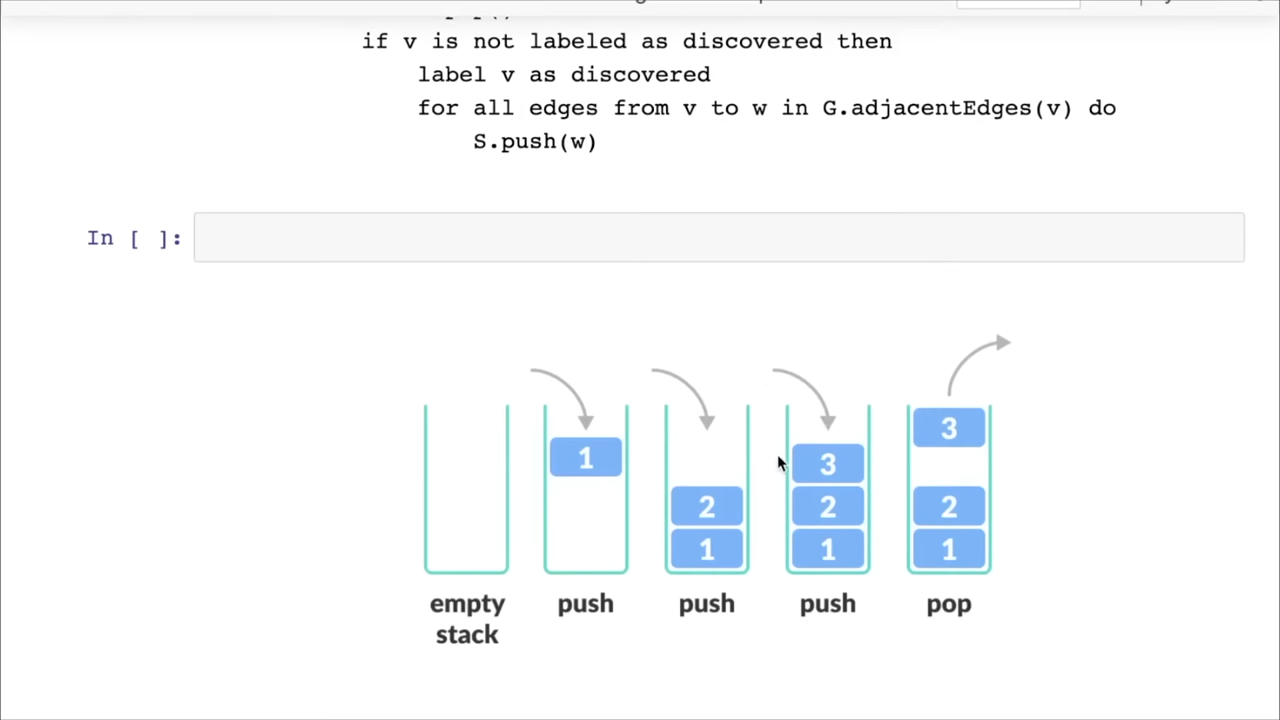 if v is not labeled as discovered then
label v as discovered
for all edges from v to w in G.adjacentEdges(v) do
S.push(w)
In [ ]:
1
2
1
3
2
1
3
2
1
empty stack
push
push
push
pop